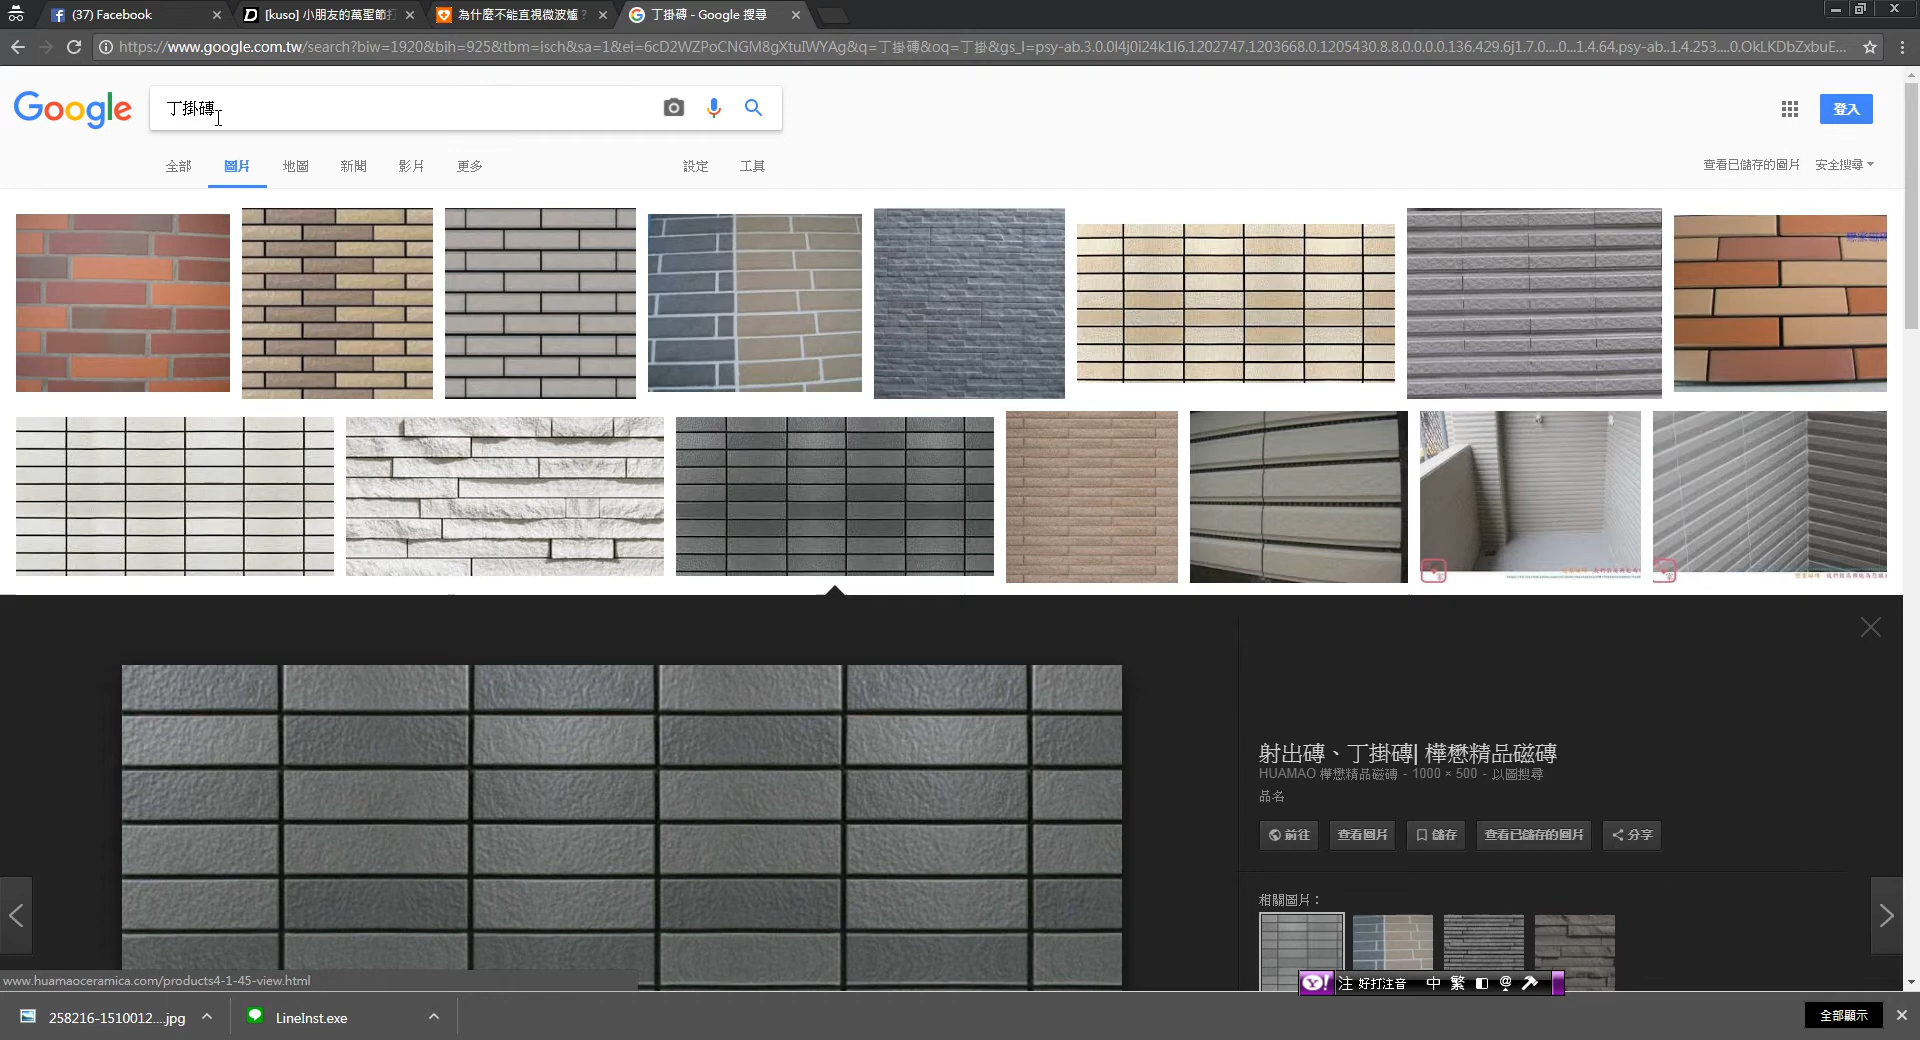 (37) Facebook
[kuso] 小朋友的萬聖節打
為什麼不能直視微波爐？
丁掛磚 - Google 搜尋
https://www.google.com.tw/search?biw=1920&bih=925&tbm=isch&sa=1&ei=6cD2WZPoCNGM8gXtuIWYAg&q=丁掛磚&oq=丁掛&gs_l=psy-ab.3.0.0l4j0i24k1l6.1202747.1203668.0.1205430.8.8.0.0.0.0.136.429.6j1.7.0....0...1.4.64.psy-ab..1.4.253....0.OkLKDbZxbuE...
Google
丁掛磚
登入
全部
圖片
地圖
新聞
影片
更多
設定
工具
查看已儲存的圖片
安全搜尋
射出磚、丁掛磚| 樺懋精品磁磚
HUAMAO 樺懋精品磁磚 - 1000 × 500 - 以圖搜尋
品名
前往
查看圖片
儲存
查看已儲存的圖片
分享
相關圖片：
www.huamaoceramica.com/products4-1-45-view.html
Y! 注 好打注音 中 繁
258216-1510012....jpg
LineInst.exe
全部顯示